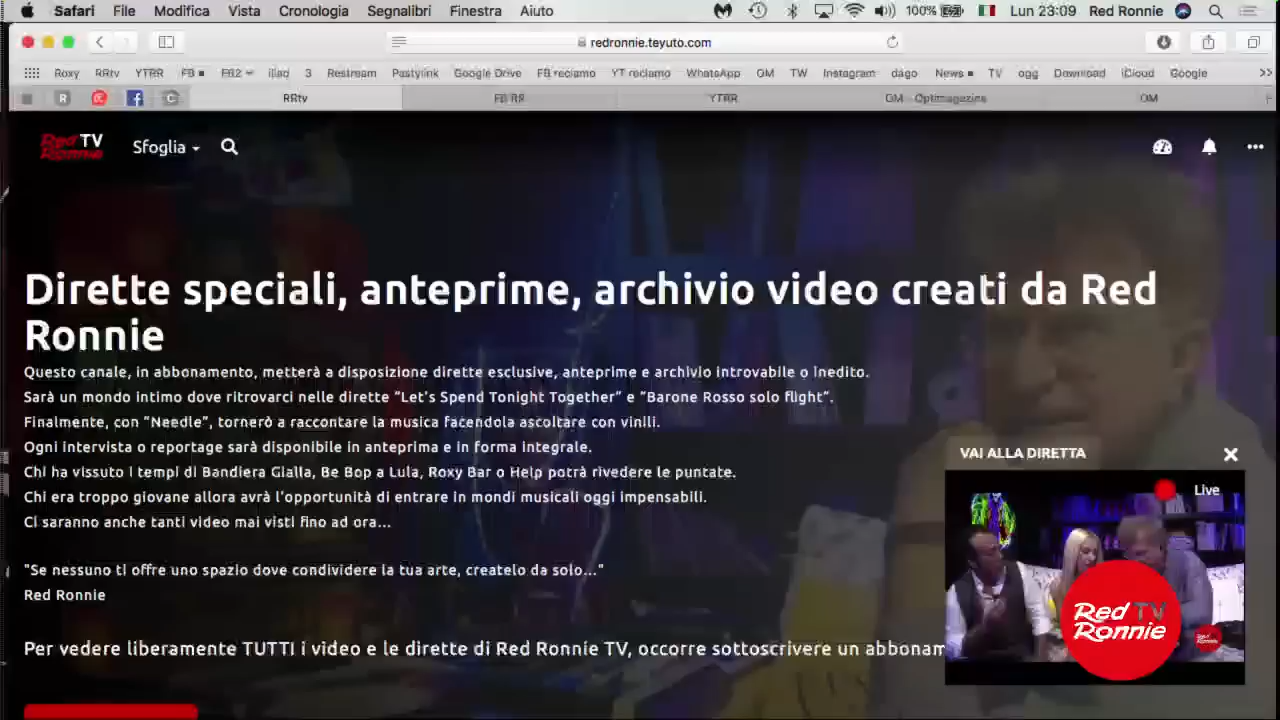 Safari File Modifica Vista Cronologia Segnalibri Finestra Aiuto 100% Lun 23:09 Red Ronnie
redronnie.teyuto.com
Roxy RRtv YTRR FB FB2 iliad 3 Restream Pastylink Google Drive FB reclamo YT reclamo WhatsApp GM TW Instagram dago News TV ogg Download iCloud Google
R C RRtv FB RR YTRR GM - Optimagazine GM
Red TV
Ronnie
Sfoglia
Dirette speciali, anteprime, archivio video creati da Red
Ronnie
Questo canale, in abbonamento, metterà a disposizione dirette esclusive, anteprime e archivio introvabile o inedito.
Sarà un mondo intimo dove ritrovarci nelle dirette “Let's Spend Tonight Together” e “Barone Rosso solo flight”.
Finalmente, con “Needle”, tornerò a raccontare la musica facendola ascoltare con vinili.
Ogni intervista o reportage sarà disponibile in anteprima e in forma integrale.
Chi ha vissuto i tempi di Bandiera Gialla, Be Bop a Lula, Roxy Bar o Help potrà rivedere le puntate.
Chi era troppo giovane allora avrà l'opportunità di entrare in mondi musicali oggi impensabili.
Ci saranno anche tanti video mai visti fino ad ora...
"Se nessuno ti offre uno spazio dove condividere la tua arte, createlo da solo..."
Red Ronnie
Per vedere liberamente TUTTI i video e le dirette di Red Ronnie TV, occorre sottoscrivere un abbonam
VAI ALLA DIRETTA
Live
Red TV
Ronnie